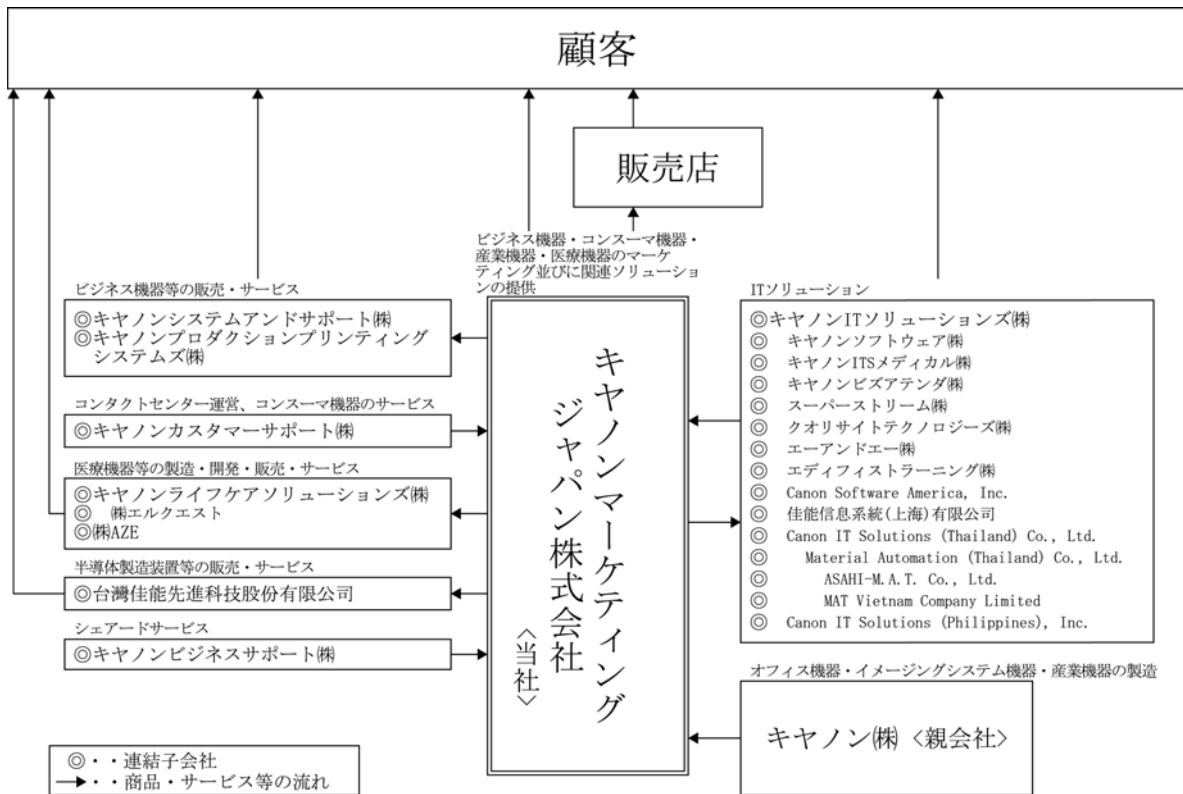 顧客
販売店
ビジネス機器・コンスーマ機器・
産業機器・医療機器のマーケ
ティング並びに関連ソリューショ
ンの提供
ビジネス機器等の販売・サービス
◎キヤノンシステムアンドサポート㈱
◎キヤノンプロダクションプリンティング
システムズ㈱
コンタクトセンター運営、コンスーマ機器のサービス
◎キヤノンカスタマーサポート㈱
医療機器等の製造・開発・販売・サービス
◎キヤノンライフケアソリューションズ㈱
◎ ㈱エルクエスト
◎㈱AZE
半導体製造装置等の販売・サービス
◎台灣佳能先進科技股份有限公司
シェアードサービス
◎キヤノンビジネスサポート㈱
キヤノンマーケティング
ジャパン株式会社
〈当社〉
ITソリューション
◎キヤノンITソリューションズ㈱
◎ キヤノンソフトウェア㈱
◎ キヤノンITSメディカル㈱
◎ キヤノンビズアテンダ㈱
◎ スーパーストリーム㈱
◎ クオリサイトテクノロジーズ㈱
◎ エーアンドエー㈱
◎ エディフィストラーニング㈱
◎ Canon Software America, Inc.
◎ 佳能信息系統(上海)有限公司
◎ Canon IT Solutions (Thailand) Co., Ltd.
◎ Material Automation (Thailand) Co., Ltd.
◎ ASAHI-M.A.T. Co., Ltd.
◎ MAT Vietnam Company Limited
◎ Canon IT Solutions (Philippines), Inc.
オフィス機器・イメージングシステム機器・産業機器の製造
キヤノン㈱〈親会社〉
◎・・連結子会社
→・・商品・サービス等の流れ